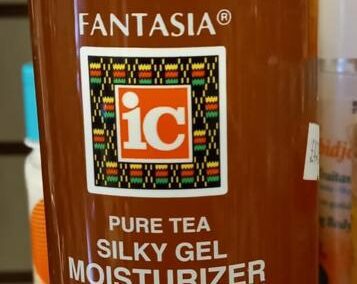 FANTASIA®
ic
PURE TEA
SILKY GEL
MOISTURIZER